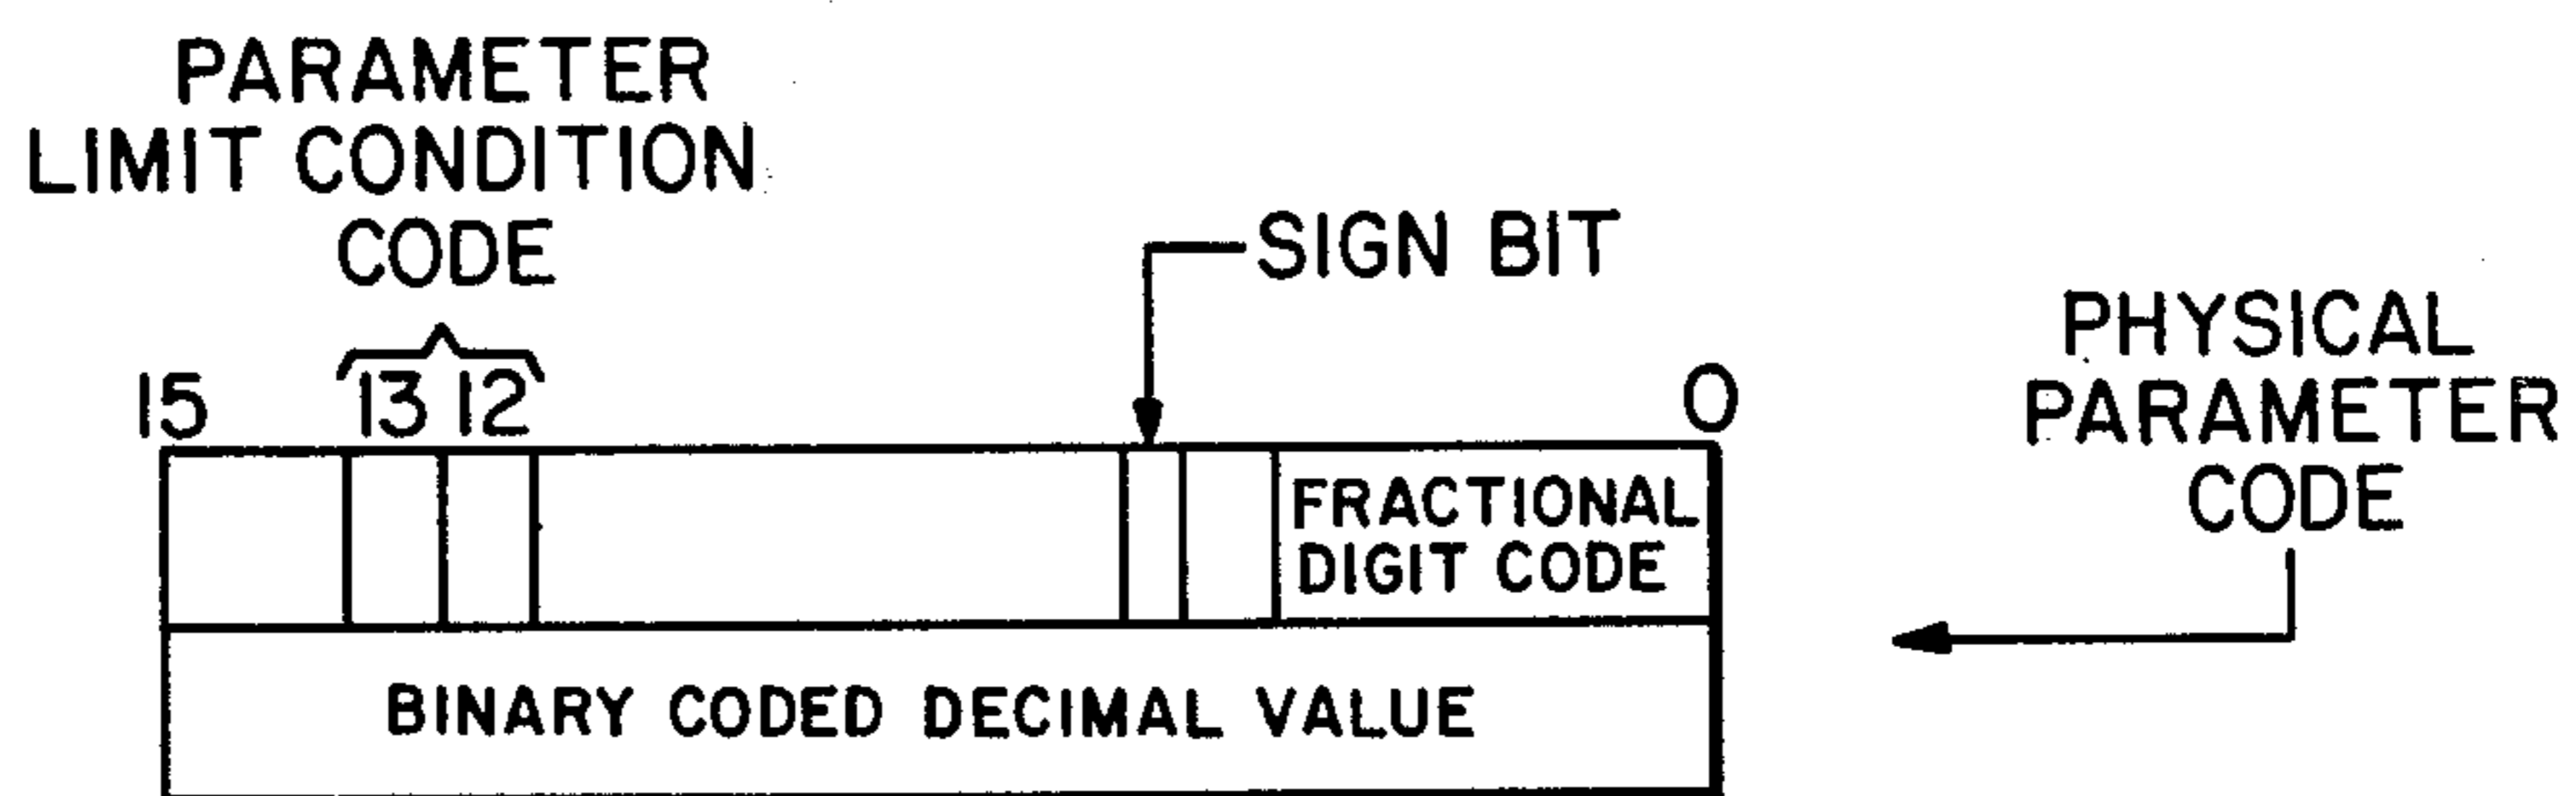 PARAMETER
LIMIT CONDITION
CODE
SIGN BIT
PHYSICAL
PARAMETER
CODE
15 13 12 0
FRACTIONAL
DIGIT CODE
BINARY CODED DECIMAL VALUE